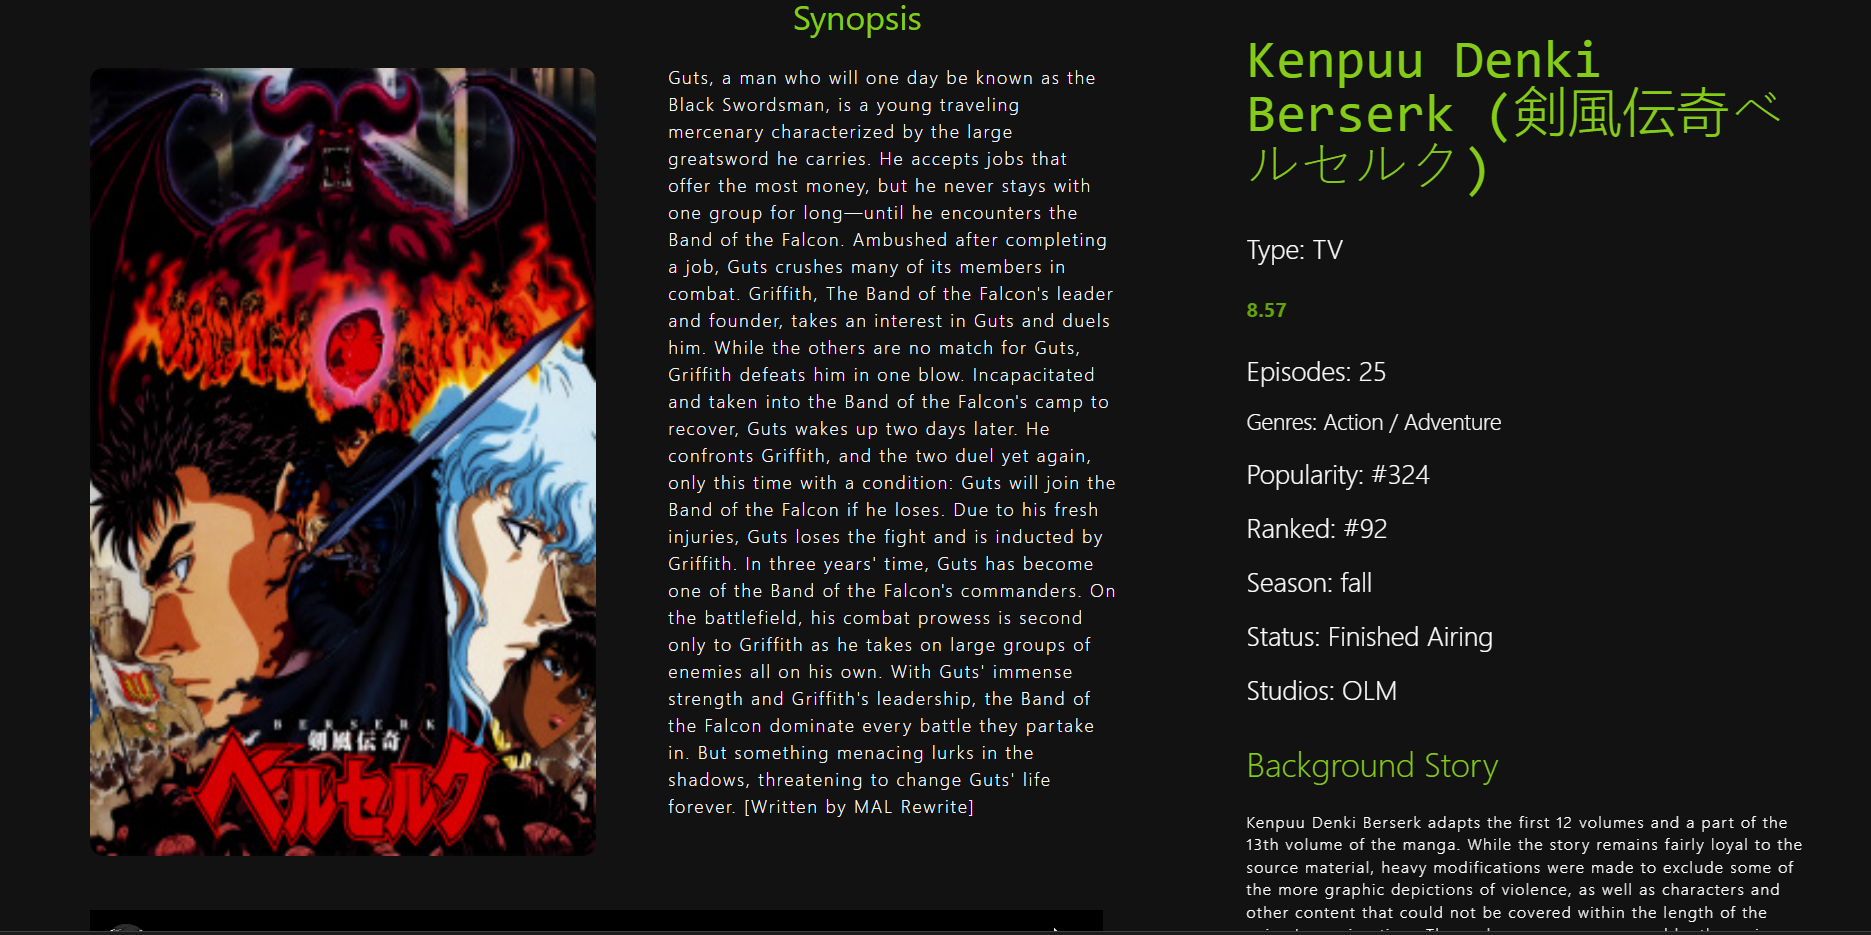 Synopsis
Guts, a man who will one day be known as the
Black Swordsman, is a young traveling
mercenary characterized by the large
greatsword he carries. He accepts jobs that
offer the most money, but he never stays with
one group for long—until he encounters the
Band of the Falcon. Ambushed after completing
a job, Guts crushes many of its members in
combat. Griffith, The Band of the Falcon's leader
and founder, takes an interest in Guts and duels
him. While the others are no match for Guts,
Griffith defeats him in one blow. Incapacitated
and taken into the Band of the Falcon's camp to
recover, Guts wakes up two days later. He
confronts Griffith, and the two duel yet again,
only this time with a condition: Guts will join the
Band of the Falcon if he loses. Due to his fresh
injuries, Guts loses the fight and is inducted by
Griffith. In three years' time, Guts has become
one of the Band of the Falcon's commanders. On
the battlefield, his combat prowess is second
only to Griffith as he takes on large groups of
enemies all on his own. With Guts' immense
strength and Griffith's leadership, the Band of
the Falcon dominate every battle they partake
in. But something menacing lurks in the
shadows, threatening to change Guts' life
forever. [Written by MAL Rewrite]
BERSERK
剣風伝奇
ベルセルク
Kenpuu Denki
Berserk (剣風伝奇ベ
ルセルク)
Type: TV
8.57
Episodes: 25
Genres: Action / Adventure
Popularity: #324
Ranked: #92
Season: fall
Status: Finished Airing
Studios: OLM
Background Story
Kenpuu Denki Berserk adapts the first 12 volumes and a part of the
13th volume of the manga. While the story remains fairly loyal to the
source material, heavy modifications were made to exclude some of
the more graphic depictions of violence, as well as characters and
other content that could not be covered within the length of the